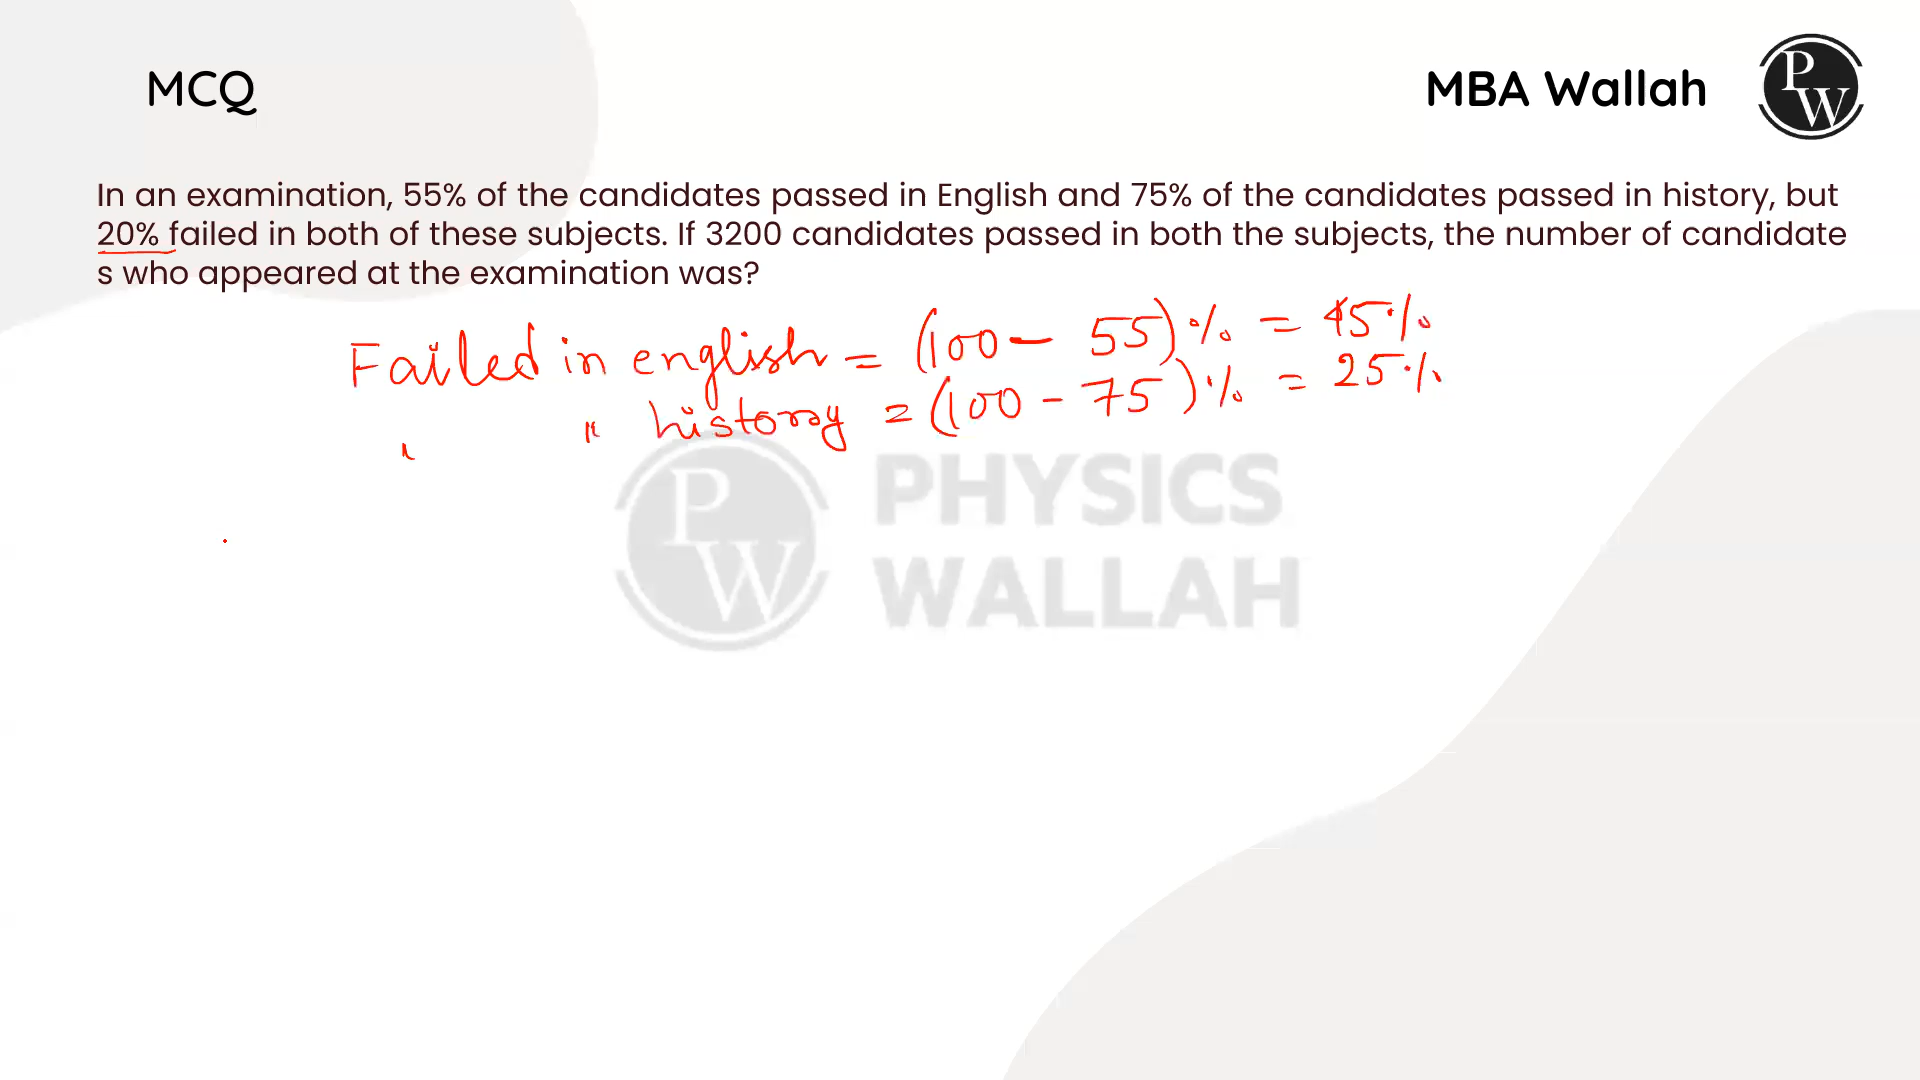 MCQ
MBA Wallah
P
W
In an examination, 55% of the candidates passed in English and 75% of the candidates passed in history, but
20% failed in both of these subjects. If 3200 candidates passed in both the subjects, the number of candidate
s who appeared at the examination was?
Failed in english = (100 - 55)% = 45%
" " history = (100 - 75)% = 25%
P
W
PHYSICS
WALLAH